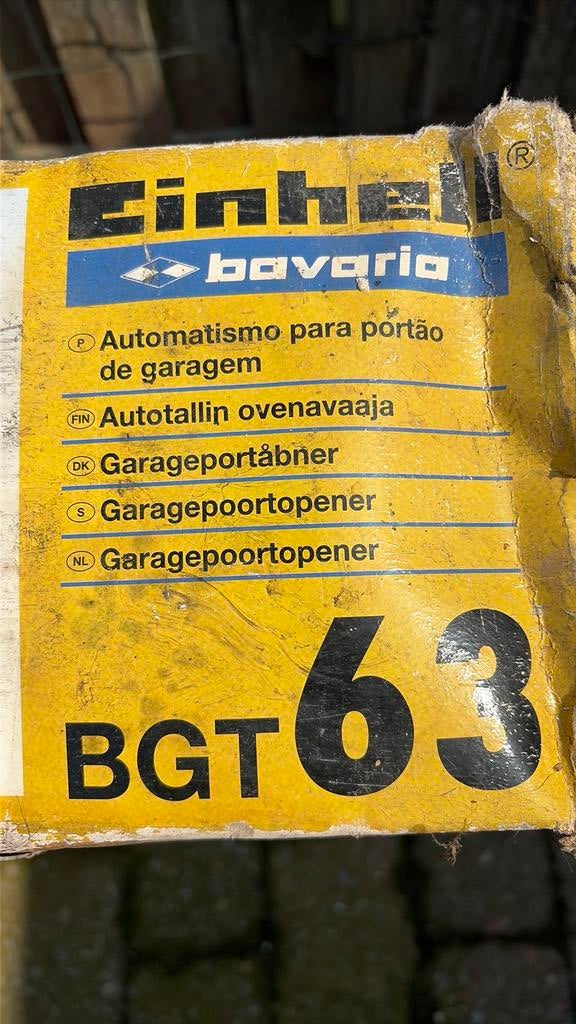 Einhell®
bavaria
P Automatismo para portão
de garagem
FIN Autotallin ovenavaaja
DK Garageportåbner
S Garagepoortopener
NL Garagepoortopener
BGT 63